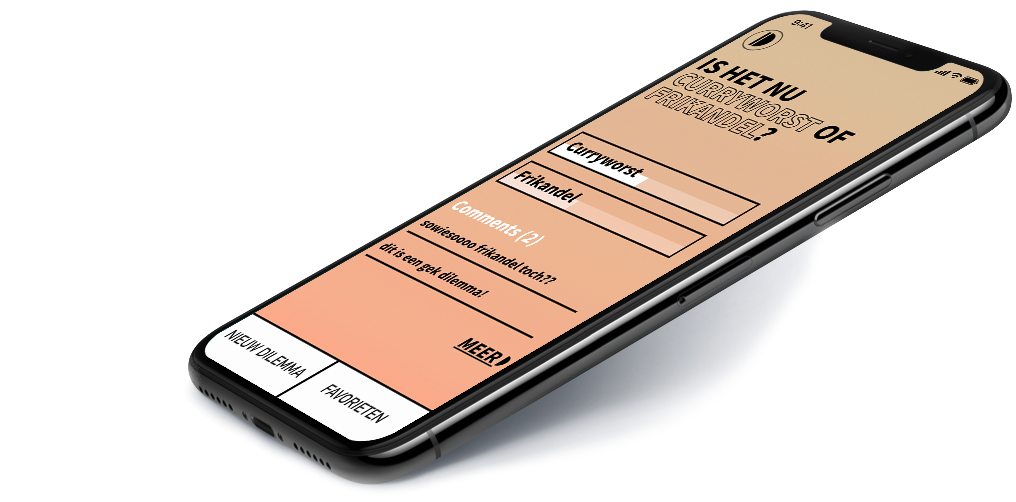 9:41
IS HET NU
CURRYWORST OF
FRIKANDEL?
Curryworst
Frikandel
Comments (2)
sowiesoooo frikandel toch??
dit is een gek dilemma!
MEER
NIEUW DILEMMA
FAVORIETEN